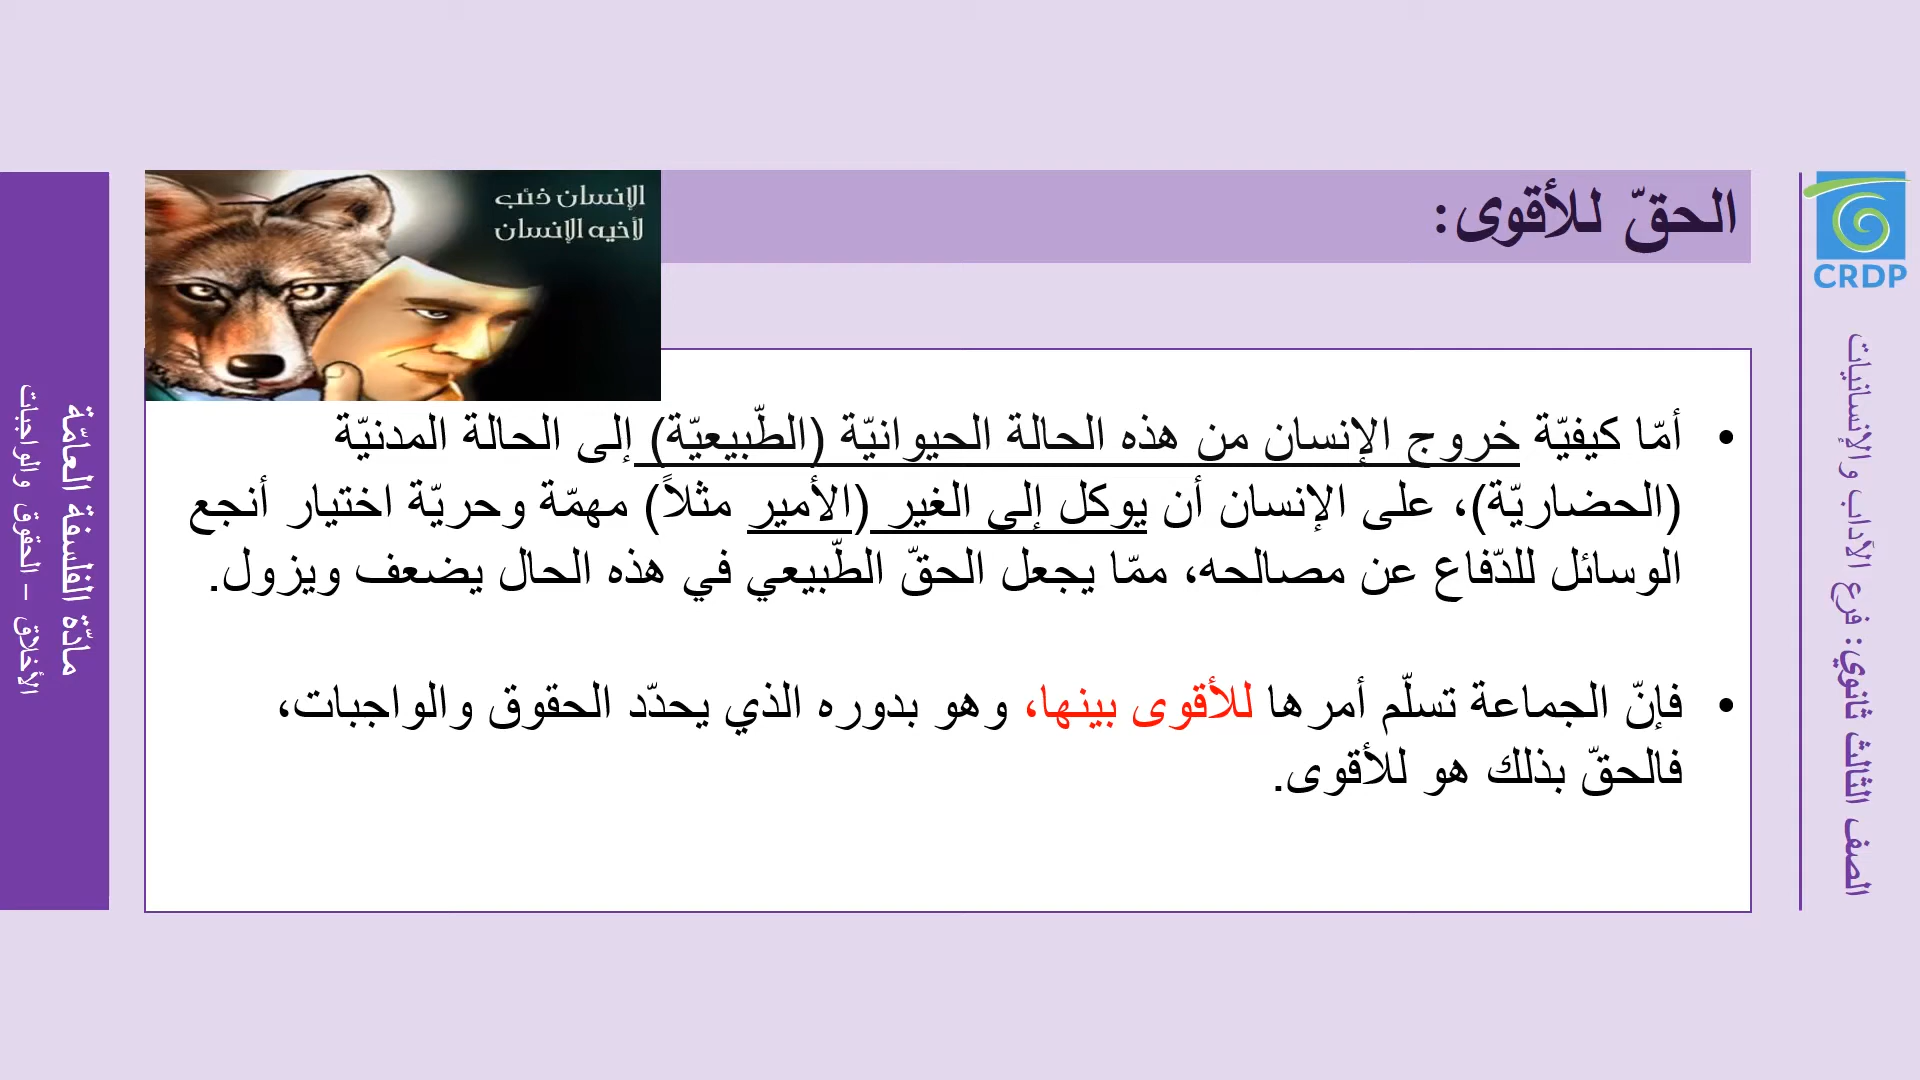 الحقّ للأقوى:
الإنسان ذئب
لأخيه الإنسان
CRDP
• أمّا كيفيّة خروج الإنسان من هذه الحالة الحيوانيّة (الطّبيعيّة) إلى الحالة المدنيّة
(الحضاريّة)، على الإنسان أن يوكل إلى الغير (الأمير مثلاً) مهمّة وحريّة اختيار أنجع
الوسائل للدّفاع عن مصالحه، ممّا يجعل الحقّ الطّبيعي في هذه الحال يضعف ويزول.
• فإنّ الجماعة تسلّم أمرها للأقوى بينها، وهو بدوره الذي يحدّد الحقوق والواجبات،
فالحقّ بذلك هو للأقوى.
الصف الثالث ثانوي: فرع الآداب والإنسانيات
مادّة الفلسفة العامّة
الأخلاق – الحقوق والواجبات